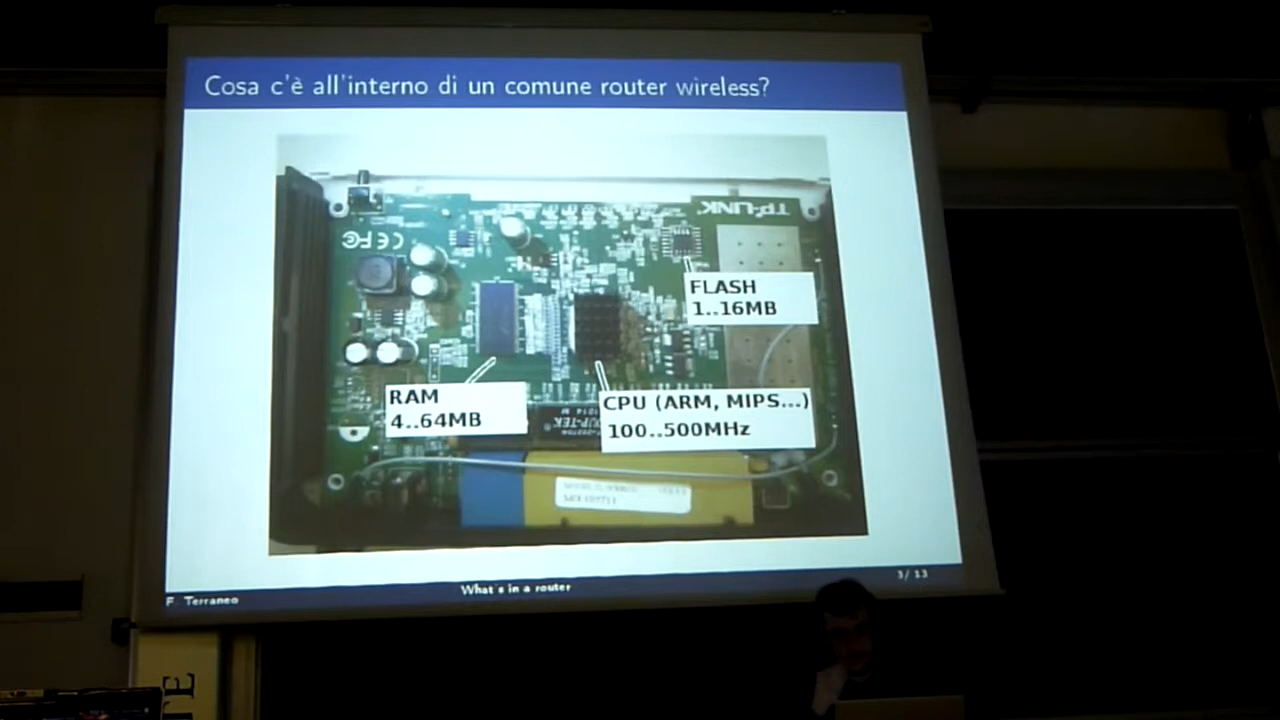 Cosa c'è all'interno di un comune router wireless?
TP-LINK
FLASH
1..16MB
RAM
4..64MB
CPU (ARM, MIPS...)
100..500MHz
F. Terraneo
What's in a router
3/ 13